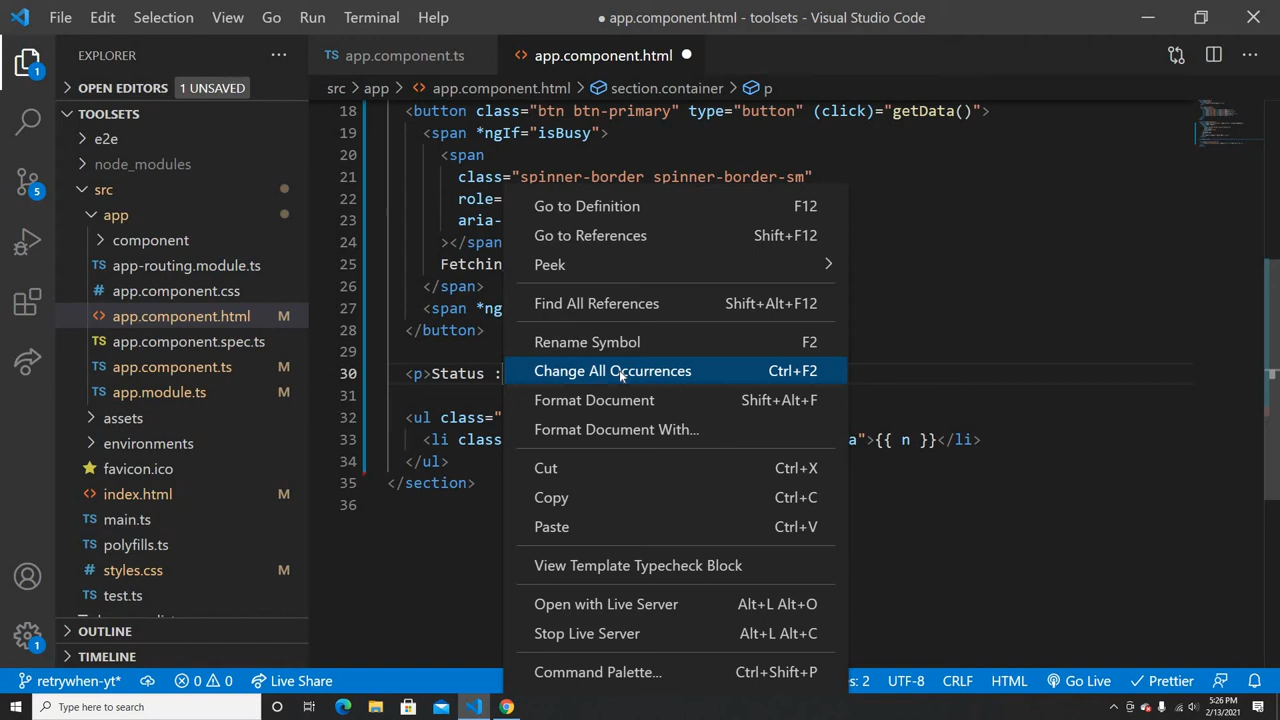 File Edit Selection View Go Run Terminal Help ● app.component.html - toolsets - Visual Studio Code
EXPLORER
OPEN EDITORS 1 UNSAVED
TOOLSETS
e2e
node_modules
src
app
component
TS app-routing.module.ts
# app.component.css
<> app.component.html M
TS app.component.spec.ts
TS app.component.ts M
TS app.module.ts M
assets
environments
favicon.ico
<> index.html M
TS main.ts
TS polyfills.ts
# styles.css M
TS test.ts
OUTLINE
TIMELINE
1
5
1
TS app.component.ts
<> app.component.html ●
src > app > <> app.component.html > section.container > p
18 <button class="btn btn-primary" type="button" (click)="getData()">
19 <span *ngIf="isBusy">
20 <span
21 class="spinner-border spinner-border-sm"
22 role=
23 aria-
24 ></span
25 Fetchin
26 </span>
27 <span *ng
28 </button>
29
30 <p>Status :
31
32 <ul class="
33 <li class a">{{ n }}</li>
34 </ul>
35 </section>
36
Go to Definition F12
Go to References Shift+F12
Peek >
Find All References Shift+Alt+F12
Rename Symbol F2
Change All Occurrences Ctrl+F2
Format Document Shift+Alt+F
Format Document With...
Cut Ctrl+X
Copy Ctrl+C
Paste Ctrl+V
View Template Typecheck Block
Open with Live Server Alt+L Alt+O
Stop Live Server Alt+L Alt+C
Command Palette... Ctrl+Shift+P
retrywhen-yt* 0 0 Live Share s: 2 UTF-8 CRLF HTML Go Live Prettier
Type here to search
5:26 PM
2/13/2021